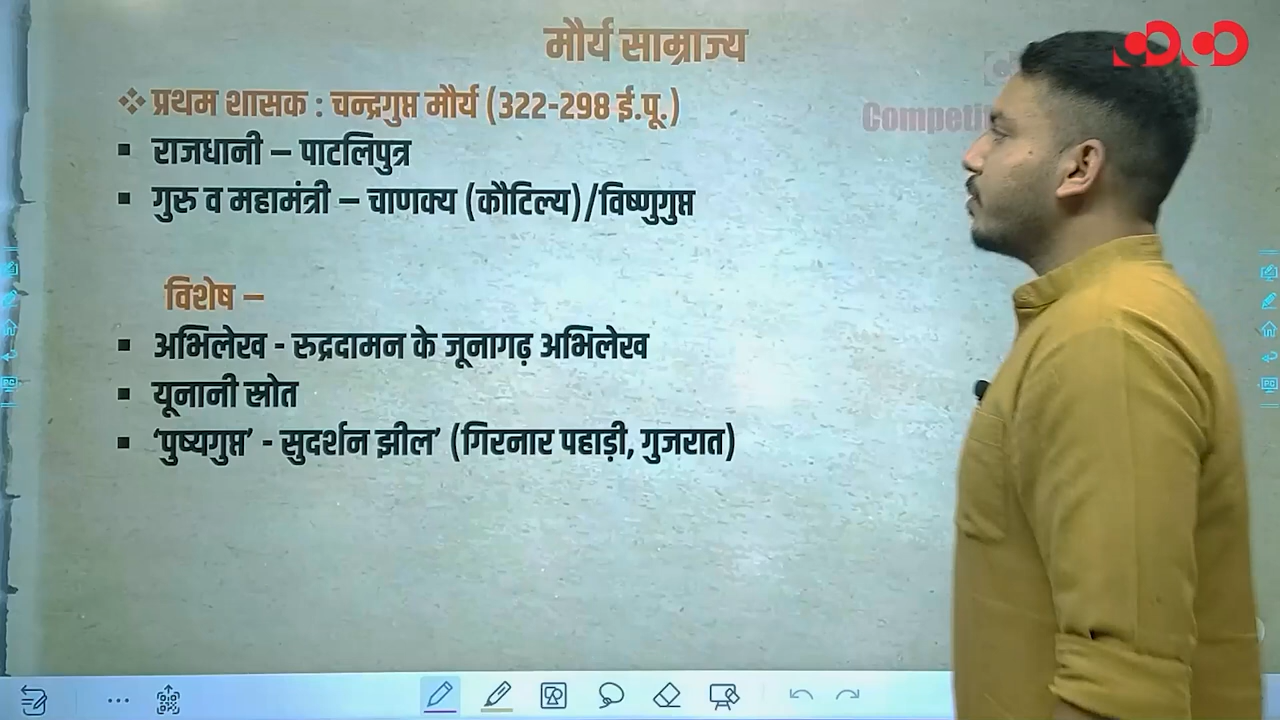 मौर्य साम्राज्य
❖ प्रथम शासक : चन्द्रगुप्त मौर्य (322-298 ई.पू.)
▪ राजधानी – पाटलिपुत्र
▪ गुरु व महामंत्री – चाणक्य (कौटिल्य)/विष्णुगुप्त
विशेष –
▪ अभिलेख - रुद्रदामन के जूनागढ़ अभिलेख
▪ यूनानी स्रोत
▪ ‘पुष्यगुप्त’ - सुदर्शन झील’ (गिरनार पहाड़ी, गुजरात)